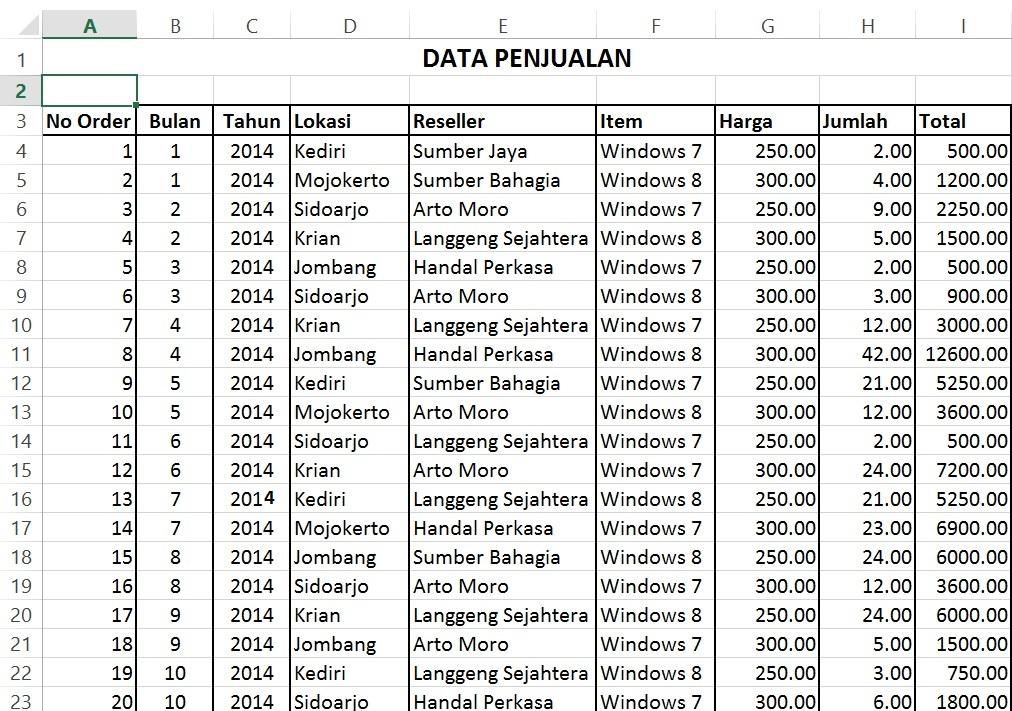 A B C D E F G H I
1 DATA PENJUALAN
2
3 No Order Bulan Tahun Lokasi Reseller Item Harga Jumlah Total
4 1 1 2014 Kediri Sumber Jaya Windows 7 250.00 2.00 500.00
5 2 1 2014 Mojokerto Sumber Bahagia Windows 8 300.00 4.00 1200.00
6 3 2 2014 Sidoarjo Arto Moro Windows 7 250.00 9.00 2250.00
7 4 2 2014 Krian Langgeng Sejahtera Windows 8 300.00 5.00 1500.00
8 5 3 2014 Jombang Handal Perkasa Windows 7 250.00 2.00 500.00
9 6 3 2014 Sidoarjo Arto Moro Windows 8 300.00 3.00 900.00
10 7 4 2014 Krian Langgeng Sejahtera Windows 7 250.00 12.00 3000.00
11 8 4 2014 Jombang Handal Perkasa Windows 8 300.00 42.00 12600.00
12 9 5 2014 Kediri Sumber Bahagia Windows 7 250.00 21.00 5250.00
13 10 5 2014 Mojokerto Arto Moro Windows 8 300.00 12.00 3600.00
14 11 6 2014 Sidoarjo Langgeng Sejahtera Windows 7 250.00 2.00 500.00
15 12 6 2014 Krian Arto Moro Windows 7 300.00 24.00 7200.00
16 13 7 2014 Kediri Langgeng Sejahtera Windows 8 250.00 21.00 5250.00
17 14 7 2014 Mojokerto Handal Perkasa Windows 7 300.00 23.00 6900.00
18 15 8 2014 Jombang Sumber Bahagia Windows 8 250.00 24.00 6000.00
19 16 8 2014 Sidoarjo Arto Moro Windows 7 300.00 12.00 3600.00
20 17 9 2014 Krian Langgeng Sejahtera Windows 8 250.00 24.00 6000.00
21 18 9 2014 Jombang Arto Moro Windows 7 300.00 5.00 1500.00
22 19 10 2014 Kediri Langgeng Sejahtera Windows 8 250.00 3.00 750.00
23 20 10 2014 Sidoarjo Handal Perkasa Windows 7 300.00 6.00 1800.00